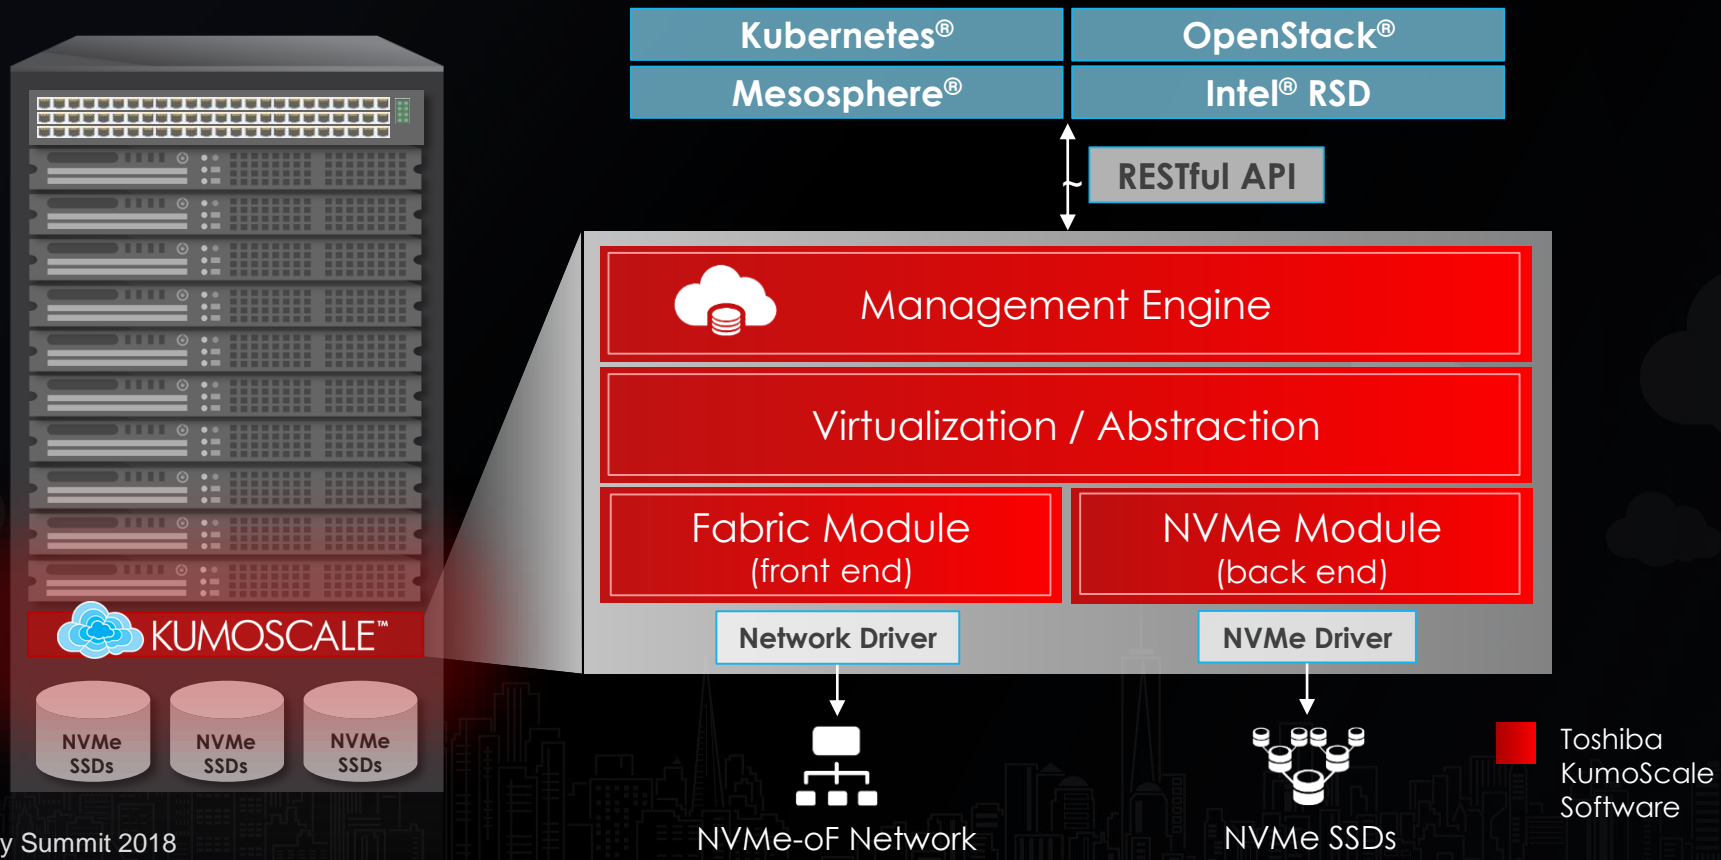 Kubernetes®
OpenStack®
Mesosphere®
Intel® RSD
RESTful API
~
Management Engine
Virtualization / Abstraction
Fabric Module
(front end)
NVMe Module
(back end)
Network Driver
NVMe Driver
NVMe-oF Network
NVMe SSDs
KUMOSCALE™
NVMe
SSDs
NVMe
SSDs
NVMe
SSDs
Toshiba
KumoScale
Software
y Summit 2018